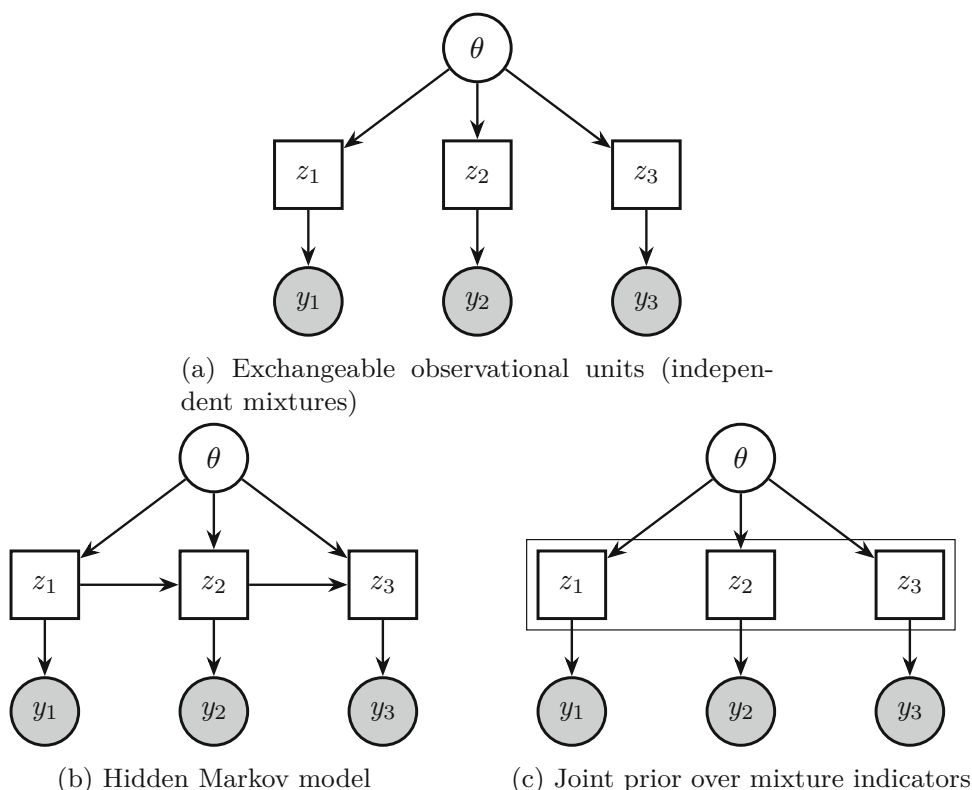 θ
z₁ z₂ z₃
y₁ y₂ y₃
(a) Exchangeable observational units (indepen-
dent mixtures)
θ
z₁ z₂ z₃
y₁ y₂ y₃
(b) Hidden Markov model
θ
z₁ z₂ z₃
y₁ y₂ y₃
(c) Joint prior over mixture indicators